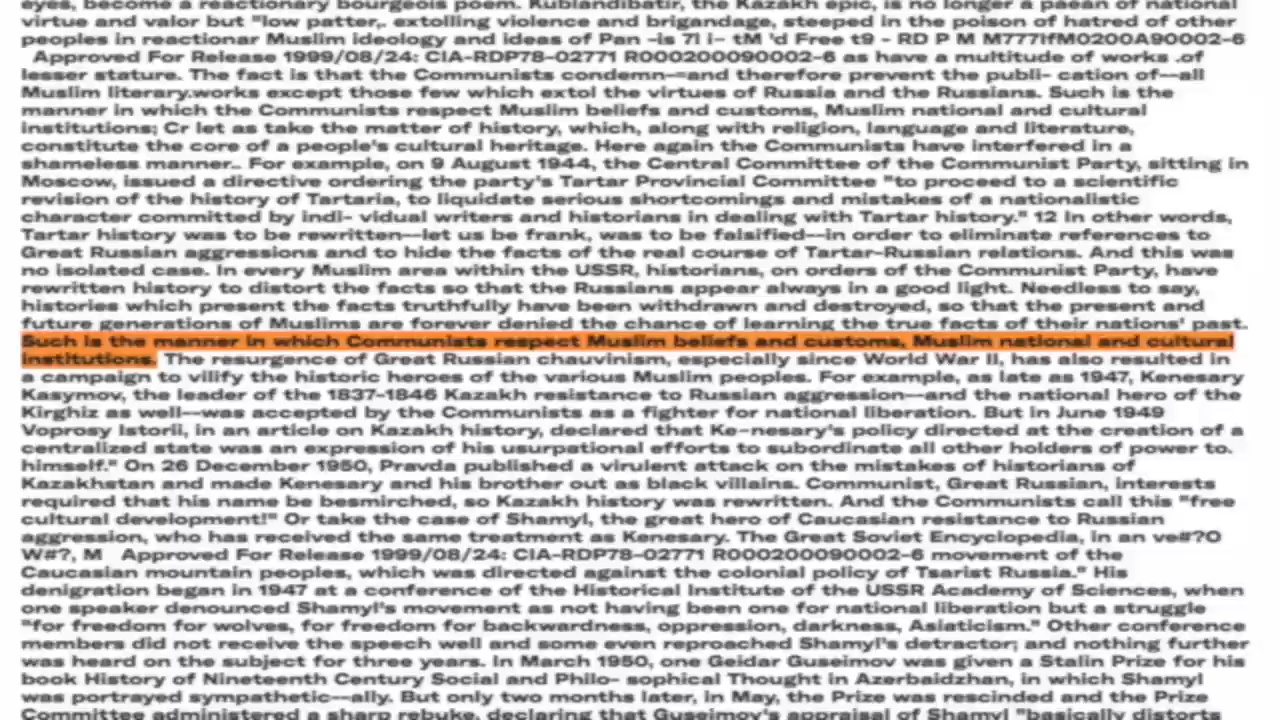 eyes, become a reactionary bourgeois poem. Kublandibatir, the Kazakh epic, is no longer a paean of national
virtue and valor but "low patter,. extolling violence and brigandage, steeped in the poison of hatred of other
peoples in reactionar Muslim ideology and ideas of Pan -is 7l i- tM 'd Free t9 - RD P M M777IfM0200A90002-6
Approved For Release 1999/08/24: CIA-RDP78-02771 R000200090002-6 as have a multitude of works .of
lesser stature. The fact is that the Communists condemn-=and therefore prevent the publi- cation of--all
Muslim literary.works except those few which extol the virtues of Russia and the Russians. Such is the
manner in which the Communists respect Muslim beliefs and customs, Muslim national and cultural
institutions; Cr let as take the matter of history, which, along with religion, language and literature,
constitute the core of a people's cultural heritage. Here again the Communists have interfered in a
shameless manner.. For example, on 9 August 1944, the Central Committee of the Communist Party, sitting in
Moscow, issued a directive ordering the party's Tartar Provincial Committee "to proceed to a scientific
revision of the history of Tartaria, to liquidate serious shortcomings and mistakes of a nationalistic
character committed by indi- vidual writers and historians in dealing with Tartar history." 12 In other words,
Tartar history was to be rewritten--let us be frank, was to be falsified--in order to eliminate references to
Great Russian aggressions and to hide the facts of the real course of Tartar-Russian relations. And this was
no isolated case. In every Muslim area within the USSR, historians, on orders of the Communist Party, have
rewritten history to distort the facts so that the Russians appear always in a good light. Needless to say,
histories which present the facts truthfully have been withdrawn and destroyed, so that the present and
future generations of Muslims are forever denied the chance of learning the true facts of their nations' past.
Such is the manner in which Communists respect Muslim beliefs and customs, Muslim national and cultural
institutions. The resurgence of Great Russian chauvinism, especially since World War II, has also resulted in
a campaign to vilify the historic heroes of the various Muslim peoples. For example, as late as 1947, Kenesary
Kasymov, the leader of the 1837-1846 Kazakh resistance to Russian aggression--and the national hero of the
Kirghiz as well--was accepted by the Communists as a fighter for national liberation. But in June 1949
Voprosy Istorii, in an article on Kazakh history, declared that Ke-nesary's policy directed at the creation of a
centralized state was an expression of his usurpational efforts to subordinate all other holders of power to.
himself." On 26 December 1950, Pravda published a virulent attack on the mistakes of historians of
Kazakhstan and made Kenesary and his brother out as black villains. Communist, Great Russian, interests
required that his name be besmirched, so Kazakh history was rewritten. And the Communists call this "free
cultural development!" Or take the case of Shamyl, the great hero of Caucasian resistance to Russian
aggression, who has received the same treatment as Kenesary. The Great Soviet Encyclopedia, in an ve#?O
W#?, M Approved For Release 1999/08/24: CIA-RDP78-02771 R000200090002-6 movement of the
Caucasian mountain peoples, which was directed against the colonial policy of Tsarist Russia." His
denigration began in 1947 at a conference of the Historical Institute of the USSR Academy of Sciences, when
one speaker denounced Shamyl's movement as not having been one for national liberation but a struggle
"for freedom for wolves, for freedom for backwardness, oppression, darkness, Asiaticism." Other conference
members did not receive the speech well and some even reproached Shamyl's detractor; and nothing further
was heard on the subject for three years. In March 1950, one Geidar Guseimov was given a Stalin Prize for his
book History of Nineteenth Century Social and Philo- sophical Thought in Azerbaidzhan, in which Shamyl
was portrayed sympathetic--ally. But only two months later, in May, the Prize was rescinded and the Prize
Committee administered a sharp rebuke, declaring that Guseimov's appraisal of Shamyl "basically distorts